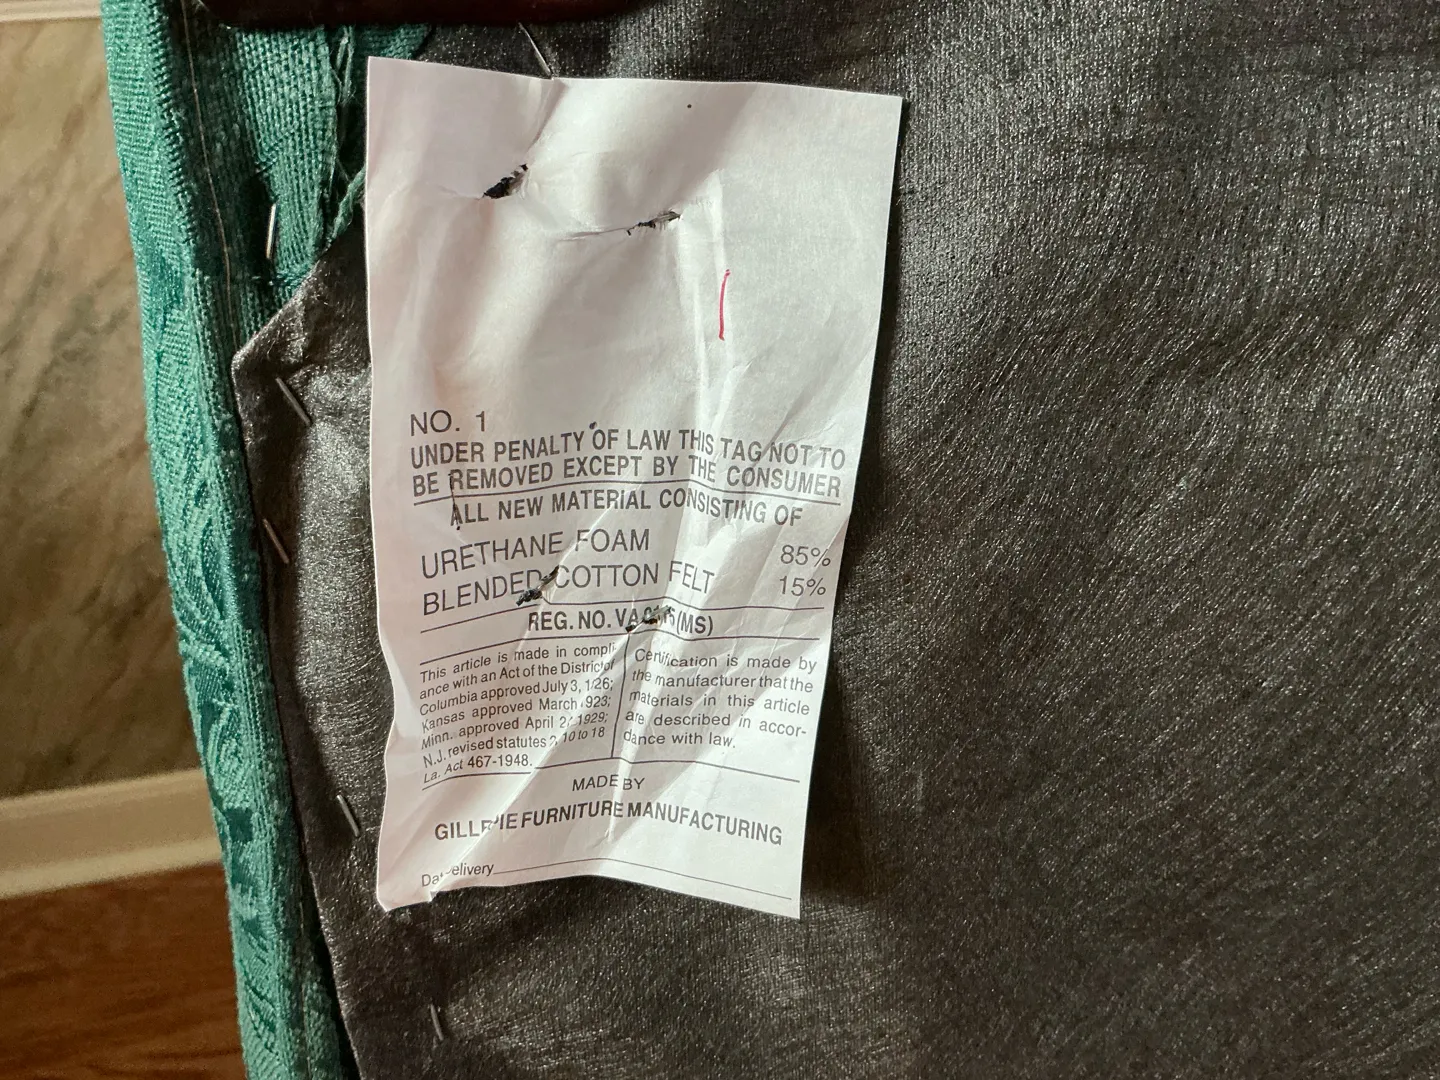 NO. 1
UNDER PENALTY OF LAW THIS TAG NOT TO
BE REMOVED EXCEPT BY THE CONSUMER
ALL NEW MATERIAL CONSISTING OF
URETHANE FOAM 85%
BLENDED COTTON FELT 15%
REG. NO. (MS)
This article is made in compli-
ance with an Act of the District of
Columbia approved July 3,
Kansas approved March
Minn. approved April 1929;
N.J. revised statutes 10 to 18
La. Act 467-1948.
Certification is made by
the manufacturer that the
materials in this article
are described in accor-
dance with law.
MADE BY
FURNITURE MANUFACTURING